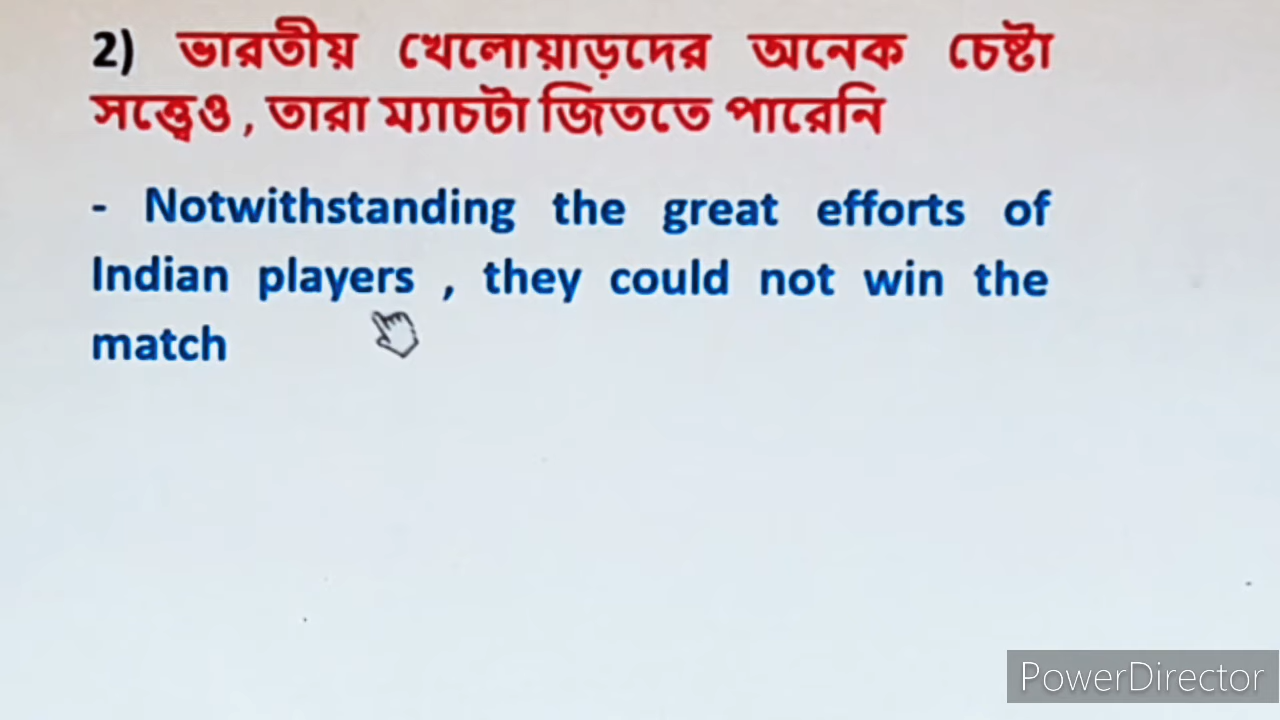 2) ভারতীয় খেলোয়াড়দের অনেক চেষ্টা
সত্ত্বেও , তারা ম্যাচটা জিততে পারেনি
- Notwithstanding the great efforts of
Indian players , they could not win the
match
PowerDirector